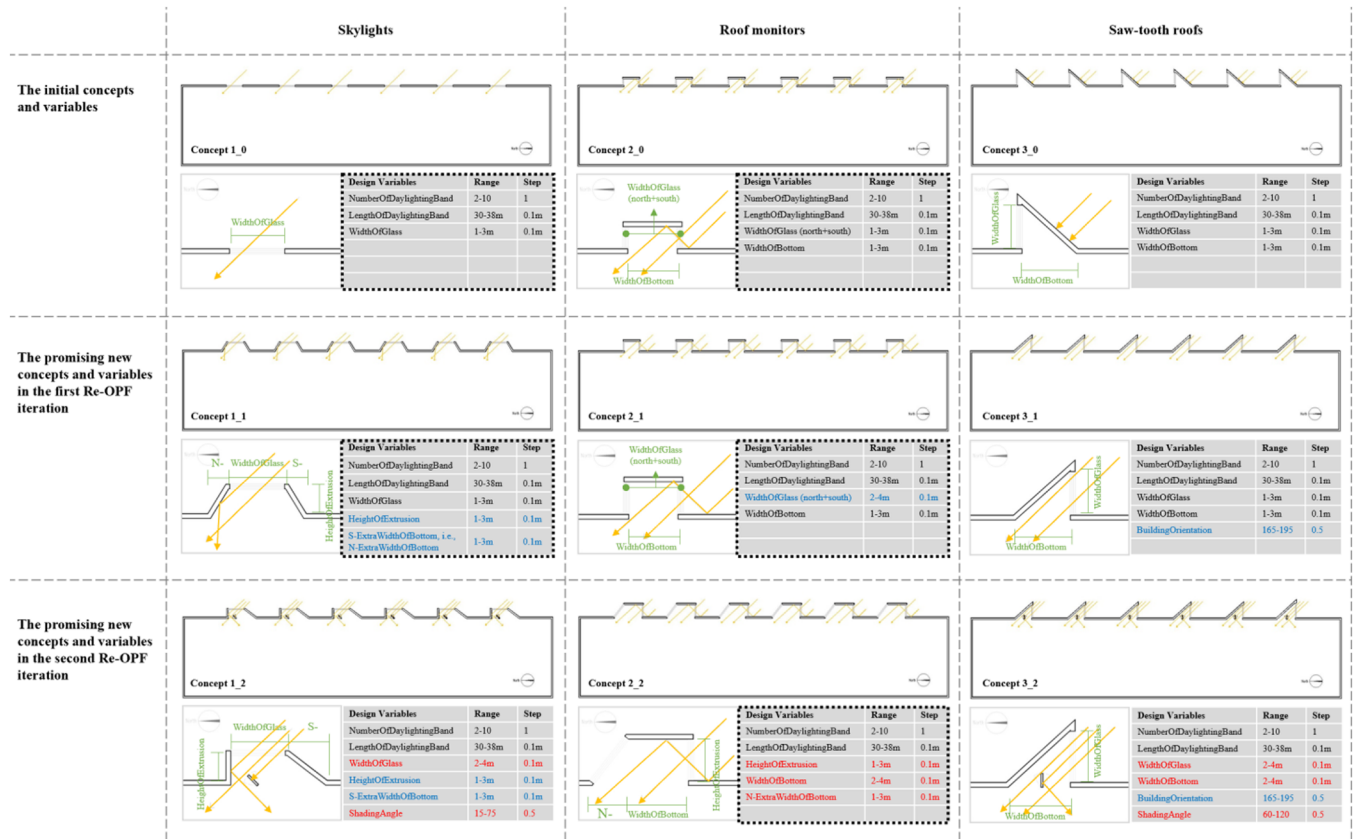 Skylights
Roof monitors
Saw-tooth roofs
The initial concepts
and variables
Concept 1_0
WidthOfGlass
Design Variables Range Step
NumberOfDaylightingBand 2-10 1
LengthOfDaylightingBand 30-38m 0.1m
WidthOfGlass 1-3m 0.1m
Concept 2_0
WidthOfGlass
(north+south)
WidthOfBottom
Design Variables Range Step
NumberOfDaylightingBand 2-10 1
LengthOfDaylightingBand 30-38m 0.1m
WidthOfGlass (north+south) 1-3m 0.1m
WidthOfBottom 1-3m 0.1m
Concept 3_0
WidthOfGlass
WidthOfBottom
Design Variables Range Step
NumberOfDaylightingBand 2-10 1
LengthOfDaylightingBand 30-38m 0.1m
WidthOfGlass 1-3m 0.1m
WidthOfBottom 1-3m 0.1m
The promising new
concepts and variables
in the first Re-OPF
iteration
Concept 1_1
N- WidthOfGlass S-
HeightOfExtrusion
Design Variables Range Step
NumberOfDaylightingBand 2-10 1
LengthOfDaylightingBand 30-38m 0.1m
WidthOfGlass 1-3m 0.1m
HeightOfExtrusion 1-3m 0.1m
S-ExtraWidthOfBottom, i.e.,
N-ExtraWidthOfBottom 1-3m 0.1m
Concept 2_1
WidthOfGlass
(north+south)
WidthOfBottom
Design Variables Range Step
NumberOfDaylightingBand 2-10 1
LengthOfDaylightingBand 30-38m 0.1m
WidthOfGlass (north+south) 2-4m 0.1m
WidthOfBottom 1-3m 0.1m
Concept 3_1
WidthOfGlass
WidthOfBottom
Design Variables Range Step
NumberOfDaylightingBand 2-10 1
LengthOfDaylightingBand 30-38m 0.1m
WidthOfGlass 1-3m 0.1m
WidthOfBottom 1-3m 0.1m
BuildingOrientation 165-195 0.5
The promising new
concepts and variables
in the second Re-OPF
iteration
Concept 1_2
WidthOfGlass S-
HeightOfExtrusion
Design Variables Range Step
NumberOfDaylightingBand 2-10 1
LengthOfDaylightingBand 30-38m 0.1m
WidthOfGlass 2-4m 0.1m
HeightOfExtrusion 1-3m 0.1m
S-ExtraWidthOfBottom 1-3m 0.1m
ShadingAngle 15-75 0.5
Concept 2_2
HeightOfExtrusion
N- WidthOfBottom
Design Variables Range Step
NumberOfDaylightingBand 2-10 1
LengthOfDaylightingBand 30-38m 0.1m
HeightOfExtrusion 1-3m 0.1m
WidthOfBottom 2-4m 0.1m
N-ExtraWidthOfBottom 1-3m 0.1m
Concept 3_2
WidthOfGlass
WidthOfBottom
Design Variables Range Step
NumberOfDaylightingBand 2-10 1
LengthOfDaylightingBand 30-38m 0.1m
WidthOfGlass 2-4m 0.1m
WidthOfBottom 2-4m 0.1m
BuildingOrientation 165-195 0.5
ShadingAngle 60-120 0.5